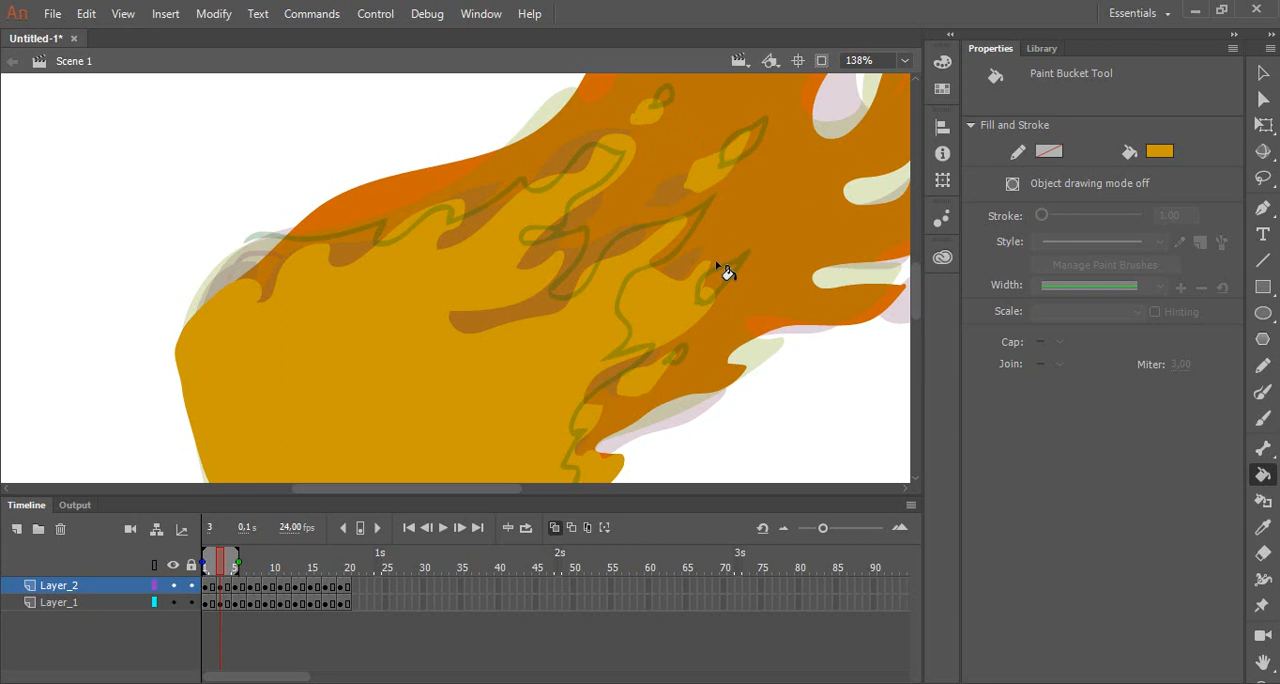 An File Edit View Insert Modify Text Commands Control Debug Window Help Essentials
Untitled-1*
Scene 1 138%
Properties Library
Paint Bucket Tool
Fill and Stroke
Object drawing mode off
Stroke: 1.00
Style:
Manage Paint Brushes
Width:
Scale: Hinting
Cap:
Join: Miter: 3,00
Timeline Output
3 0,1 s 24,00 fps
1s 2s 3s
5 10 15 20 25 30 35 40 45 50 55 60 65 70 75 80 85 90
Layer_2
Layer_1